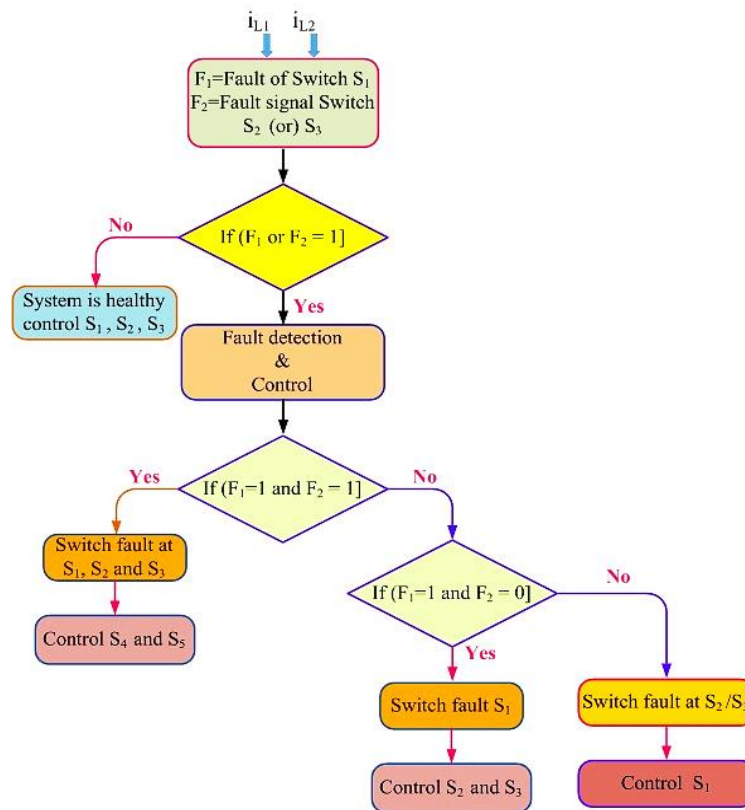 i_L1 i_L2
F₁=Fault of Switch S₁
F₂=Fault signal Switch
S₂ (or) S₃
If (F₁ or F₂ = 1]
No
Yes
System is healthy
control S₁ , S₂ , S₃
Fault detection
&
Control
If (F₁=1 and F₂ = 1]
Yes
No
Switch fault at
S₁, S₂ and S₃
Control S₄ and S₅
If (F₁=1 and F₂ = 0]
No
Yes
Switch fault S₁
Switch fault at S₂ /S
Control S₂ and S₃
Control S₁